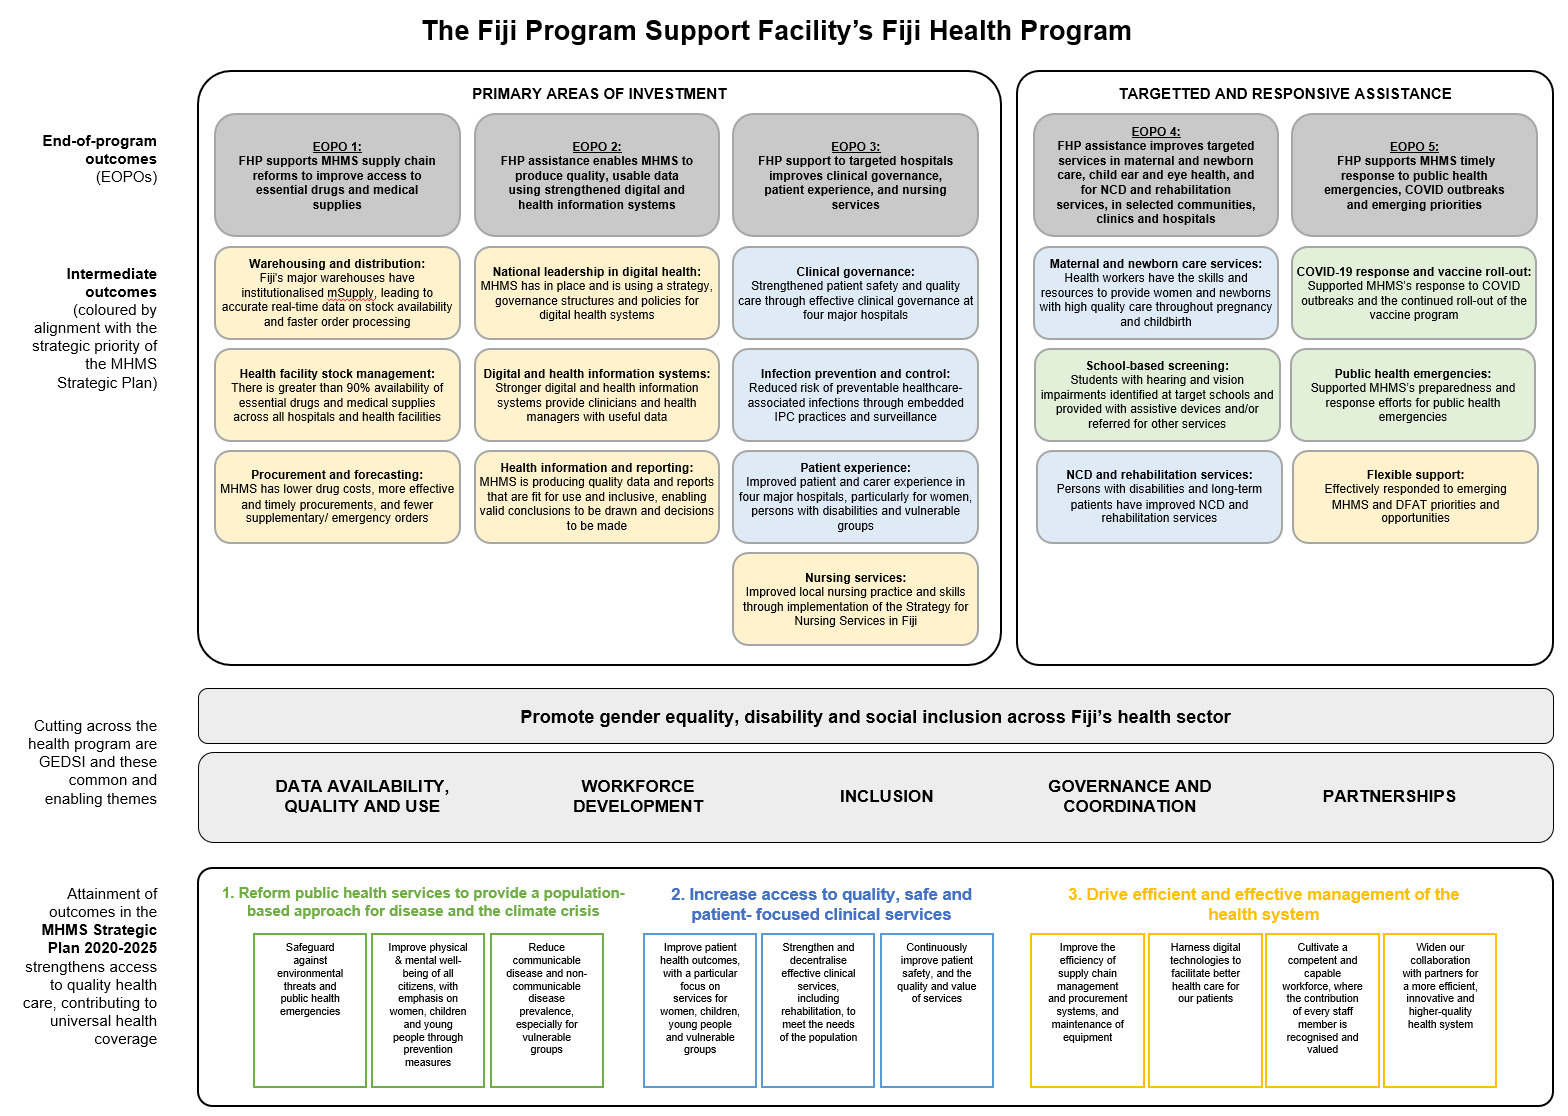 The Fiji Program Support Facility's Fiji Health Program
End-of-program
outcomes
(EOPOs)
PRIMARY AREAS OF INVESTMENT
EOPO 1:
FHP supports MHMS supply chain
reforms to improve access to
essential drugs and medical
supplies
EOPO 2:
FHP assistance enables MHMS to
produce quality, usable data
using strengthened digital and
health information systems
EOPO 3:
FHP support to targeted hospitals
improves clinical governance,
patient experience, and nursing
services
TARGETTED AND RESPONSIVE ASSISTANCE
EOPO 4:
FHP assistance improves targeted
services in maternal and newborn
care, child ear and eye health, and
for NCD and rehabilitation
services, in selected communities,
clinics and hospitals
EOPO 5:
FHP supports MHMS timely
response to public health
emergencies, COVID outbreaks
and emerging priorities
Intermediate
outcomes
(coloured by
alignment with the
strategic priority of
the MHMS
Strategic Plan)
Warehousing and distribution:
Fiji's major warehouses have
institutionalised mSupply, leading to
accurate real-time data on stock availability
and faster order processing
National leadership in digital health:
MHMS has in place and is using a strategy,
governance structures and policies for
digital health systems
Clinical governance:
Strengthened patient safety and quality
care through effective clinical governance at
four major hospitals
Maternal and newborn care services:
Health workers have the skills and
resources to provide women and newborns
with high quality care throughout pregnancy
and childbirth
COVID-19 response and vaccine roll-out:
Supported MHMS's response to COVID
outbreaks and the continued roll-out of the
vaccine program
Health facility stock management:
There is greater than 90% availability of
essential drugs and medical supplies
across all hospitals and health facilities
Digital and health information systems:
Stronger digital and health information
systems provide clinicians and health
managers with useful data
Infection prevention and control:
Reduced risk of preventable healthcare-
associated infections through embedded
IPC practices and surveillance
School-based screening:
Students with hearing and vision
impairments identified at target schools and
provided with assistive devices and/or
referred for other services
Public health emergencies:
Supported MHMS's preparedness and
response efforts for public health
emergencies
Procurement and forecasting:
MHMS has lower drug costs, more effective
and timely procurements, and fewer
supplementary/ emergency orders
Health information and reporting:
MHMS is producing quality data and reports
that are fit for use and inclusive, enabling
valid conclusions to be drawn and decisions
to be made
Patient experience:
Improved patient and carer experience in
four major hospitals, particularly for women,
persons with disabilities and vulnerable
groups
NCD and rehabilitation services:
Persons with disabilities and long-term
patients have improved NCD and
rehabilitation services
Flexible support:
Effectively responded to emerging
MHMS and DFAT priorities and
opportunities
Nursing services:
Improved local nursing practice and skills
through implementation of the Strategy for
Nursing Services in Fiji
Cutting across the
health program are
GEDSI and these
common and
enabling themes
Promote gender equality, disability and social inclusion across Fiji's health sector
DATA AVAILABILITY,
QUALITY AND USE
WORKFORCE
DEVELOPMENT
INCLUSION
GOVERNANCE AND
COORDINATION
PARTNERSHIPS
Attainment of
outcomes in the
MHMS Strategic
Plan 2020-2025
strengthens access
to quality health
care, contributing to
universal health
coverage
1. Reform public health services to provide a population-
based approach for disease and the climate crisis
Safeguard
against
environmental
threats and
public health
emergencies
Improve physical
& mental well-
being of all
citizens, with
emphasis on
women, children
and young
people through
prevention
measures
Reduce
communicable
disease and non-
communicable
disease
prevalence,
especially for
vulnerable
groups
2. Increase access to quality, safe and
patient- focused clinical services
Improve patient
health outcomes,
with a particular
focus on
services for
women, children,
young people
and vulnerable
groups
Strengthen and
decentralise
effective clinical
services,
including
rehabilitation, to
meet the needs
of the population
Continuously
improve patient
safety, and the
quality and value
of services
3. Drive efficient and effective management of the
health system
Improve the
efficiency of
supply chain
management
and procurement
systems, and
maintenance of
equipment
Harness digital
technologies to
facilitate better
health care for
our patients
Cultivate a
competent and
capable
workforce, where
the contribution
of every staff
member is
recognised and
valued
Widen our
collaboration
with partners for
a more efficient,
innovative and
higher-quality
health system